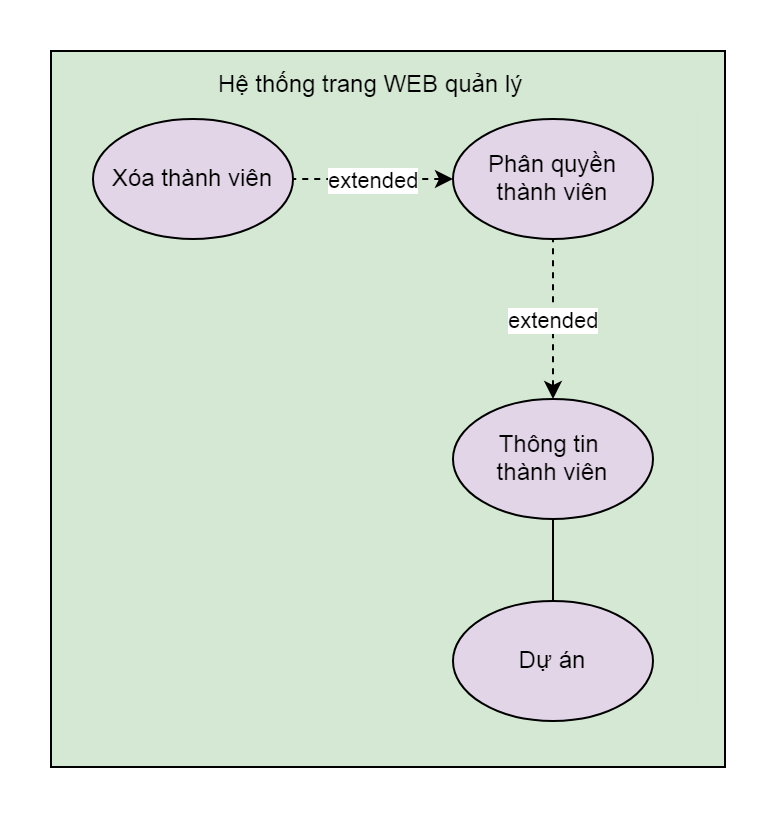 Hệ thống trang WEB quản lý
Xóa thành viên
extended
Phân quyền
thành viên
extended
Thông tin
thành viên
Dự án